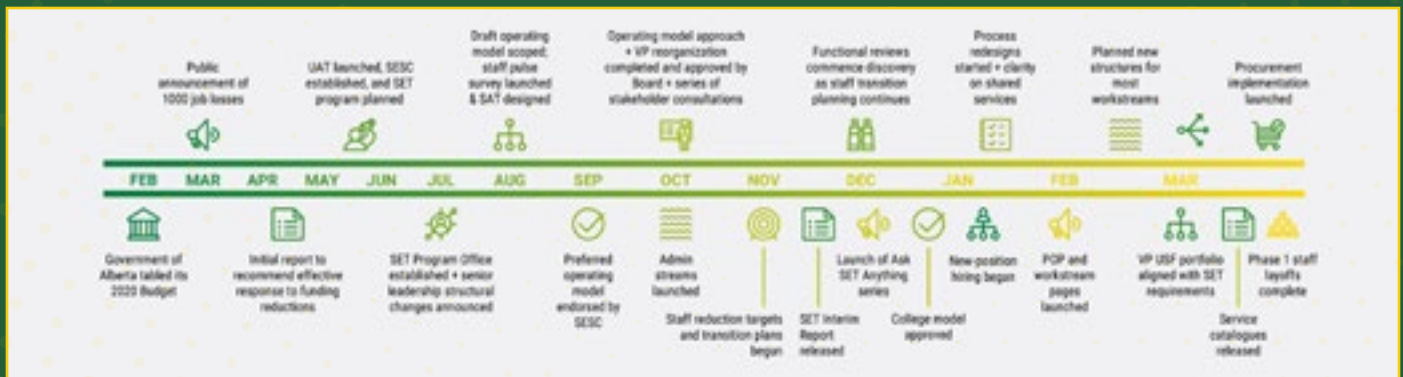 Public
announcement of
1000 job losses
UAT launched, SESC
established, and SET
program planned
Draft operating
model scoped;
staff pulse
survey launched
& SAT designed
Operating model approach
+ VP reorganization
completed and approved by
Board + series of
stakeholder consultations
Functional reviews
commence discovery
as staff transition
planning continues
Process
redesigns
started + clarity
on shared
services
Planned new
structures for
most
workstreams
Procurement
implementation
launched
FEB MAR APR MAY JUN JUL AUG SEP OCT NOV DEC JAN FEB MAR
Government of
Alberta tabled its
2020 Budget
Initial report to
recommend effective
response to funding
reductions
SET Program Office
established + senior
leadership structural
changes announced
Preferred
operating
model
endorsed by
SESC
Admin
streams
launched
Staff reduction targets
and transition plans
begun
SET Interim
Report
released
Launch of Ask
SET Anything
series
College model
approved
New-position
hiring began
POP and
workstream
pages
launched
VP USF portfolio
aligned with SET
requirements
Service
catalogues
released
Phase 1 staff
layoffs
complete